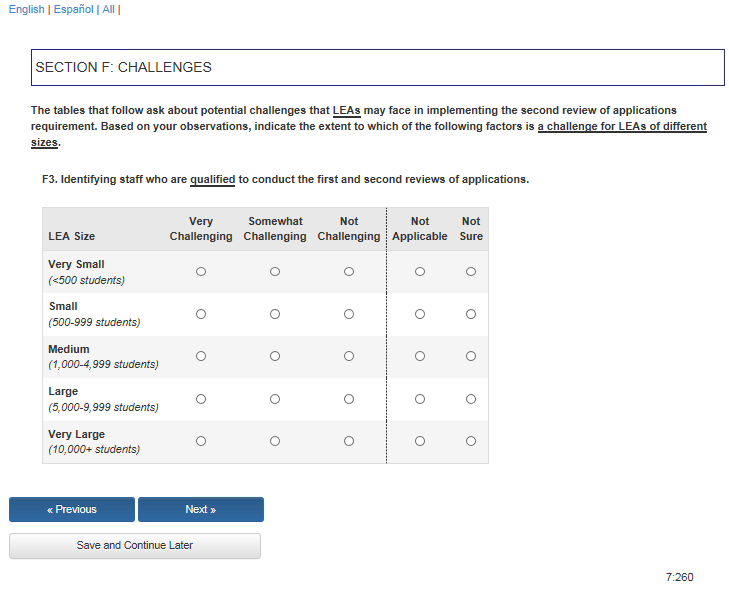 English | Español | All |
SECTION F: CHALLENGES
The tables that follow ask about potential challenges that LEAs may face in implementing the second review of applications
requirement. Based on your observations, indicate the extent to which of the following factors is a challenge for LEAs of different
sizes.
F3. Identifying staff who are qualified to conduct the first and second reviews of applications.
Very Somewhat Not Not Not
LEA Size Challenging Challenging Challenging Applicable Sure
Very Small
(<500 students)
Small
(500-999 students)
Medium
(1,000-4,999 students)
Large
(5,000-9,999 students)
Very Large
(10,000+ students)
« Previous Next »
Save and Continue Later
7:260